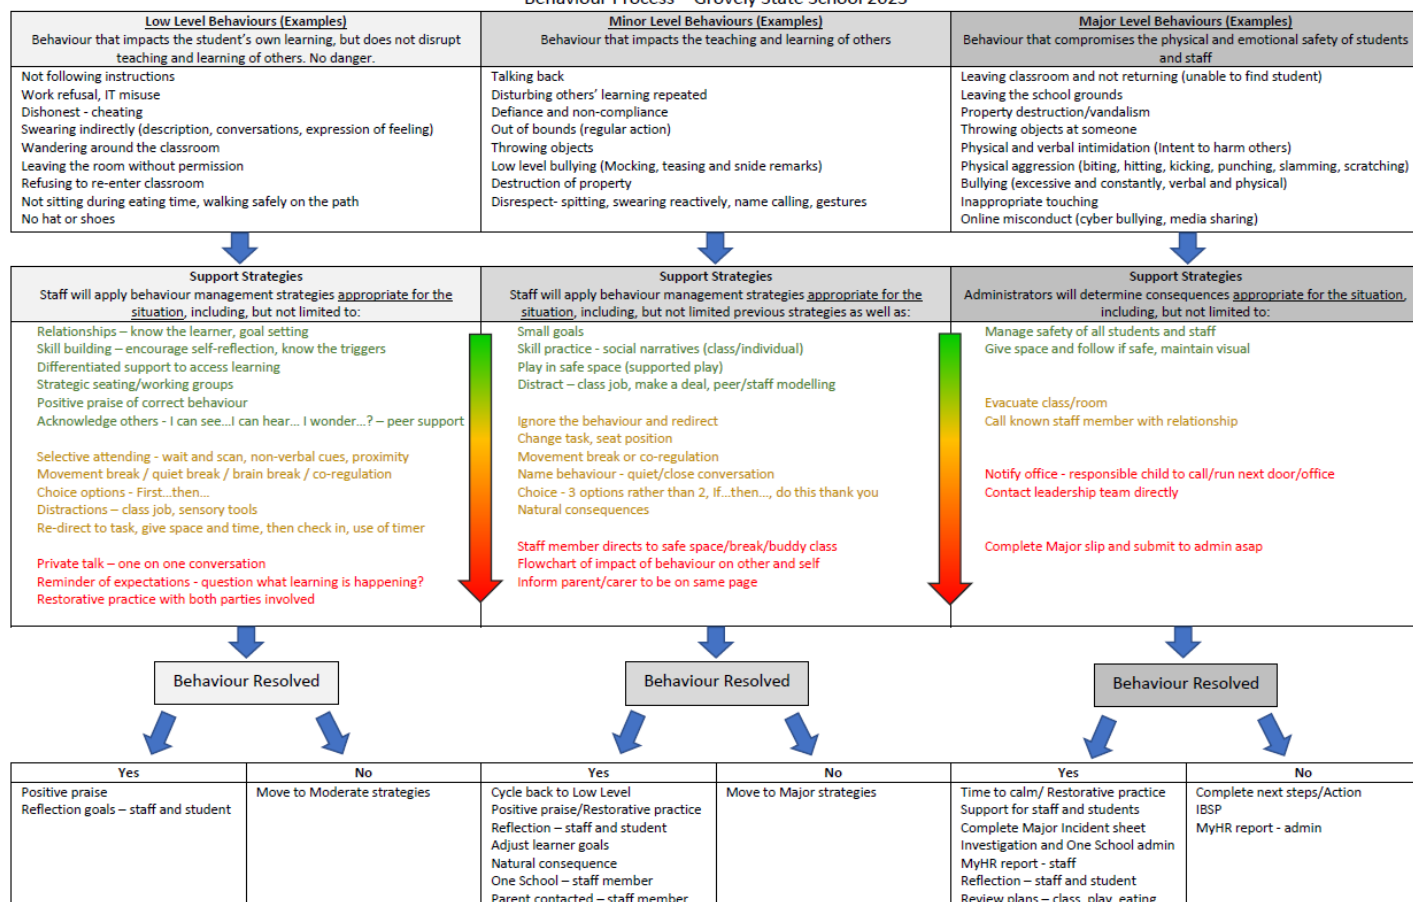 Behaviour Process – Grovely State School 2023
Low Level Behaviours (Examples)
Behaviour that impacts the student's own learning, but does not disrupt
teaching and learning of others. No danger.
Minor Level Behaviours (Examples)
Behaviour that impacts the teaching and learning of others
Major Level Behaviours (Examples)
Behaviour that compromises the physical and emotional safety of students
and staff
Not following instructions
Work refusal, IT misuse
Dishonest - cheating
Swearing indirectly (description, conversations, expression of feeling)
Wandering around the classroom
Leaving the room without permission
Refusing to re-enter classroom
Not sitting during eating time, walking safely on the path
No hat or shoes
Talking back
Disturbing others' learning repeated
Defiance and non-compliance
Out of bounds (regular action)
Throwing objects
Low level bullying (Mocking, teasing and snide remarks)
Destruction of property
Disrespect- spitting, swearing reactively, name calling, gestures
Leaving classroom and not returning (unable to find student)
Leaving the school grounds
Property destruction/vandalism
Throwing objects at someone
Physical and verbal intimidation (Intent to harm others)
Physical aggression (biting, hitting, kicking, punching, slamming, scratching)
Bullying (excessive and constantly, verbal and physical)
Inappropriate touching
Online misconduct (cyber bullying, media sharing)
Support Strategies
Staff will apply behaviour management strategies appropriate for the
situation, including, but not limited to:
Relationships – know the learner, goal setting
Skill building – encourage self-reflection, know the triggers
Differentiated support to access learning
Strategic seating/working groups
Positive praise of correct behaviour
Acknowledge others - I can see...I can hear... I wonder...? – peer support
Selective attending - wait and scan, non-verbal cues, proximity
Movement break / quiet break / brain break / co-regulation
Choice options - First...then...
Distractions – class job, sensory tools
Re-direct to task, give space and time, then check in, use of timer
Private talk – one on one conversation
Reminder of expectations - question what learning is happening?
Restorative practice with both parties involved
Support Strategies
Staff will apply behaviour management strategies appropriate for the
situation, including, but not limited previous strategies as well as:
Small goals
Skill practice - social narratives (class/individual)
Play in safe space (supported play)
Distract – class job, make a deal, peer/staff modelling
Ignore the behaviour and redirect
Change task, seat position
Movement break or co-regulation
Name behaviour - quiet/close conversation
Choice - 3 options rather than 2, If...then..., do this thank you
Natural consequences
Staff member directs to safe space/break/buddy class
Flowchart of impact of behaviour on other and self
Inform parent/carer to be on same page
Support Strategies
Administrators will determine consequences appropriate for the situation,
including, but not limited to:
Manage safety of all students and staff
Give space and follow if safe, maintain visual
Evacuate class/room
Call known staff member with relationship
Notify office - responsible child to call/run next door/office
Contact leadership team directly
Complete Major slip and submit to admin asap
Behaviour Resolved
Behaviour Resolved
Behaviour Resolved
Yes
Positive praise
Reflection goals – staff and student
No
Move to Moderate strategies
Yes
Cycle back to Low Level
Positive praise/Restorative practice
Reflection – staff and student
Adjust learner goals
Natural consequence
One School – staff member
Parent contacted – staff member
No
Move to Major strategies
Yes
Time to calm/ Restorative practice
Support for staff and students
Complete Major Incident sheet
Investigation and One School admin
MyHR report - staff
Reflection – staff and student
Review plans – class, play, eating
No
Complete next steps/Action
IBSP
MyHR report - admin